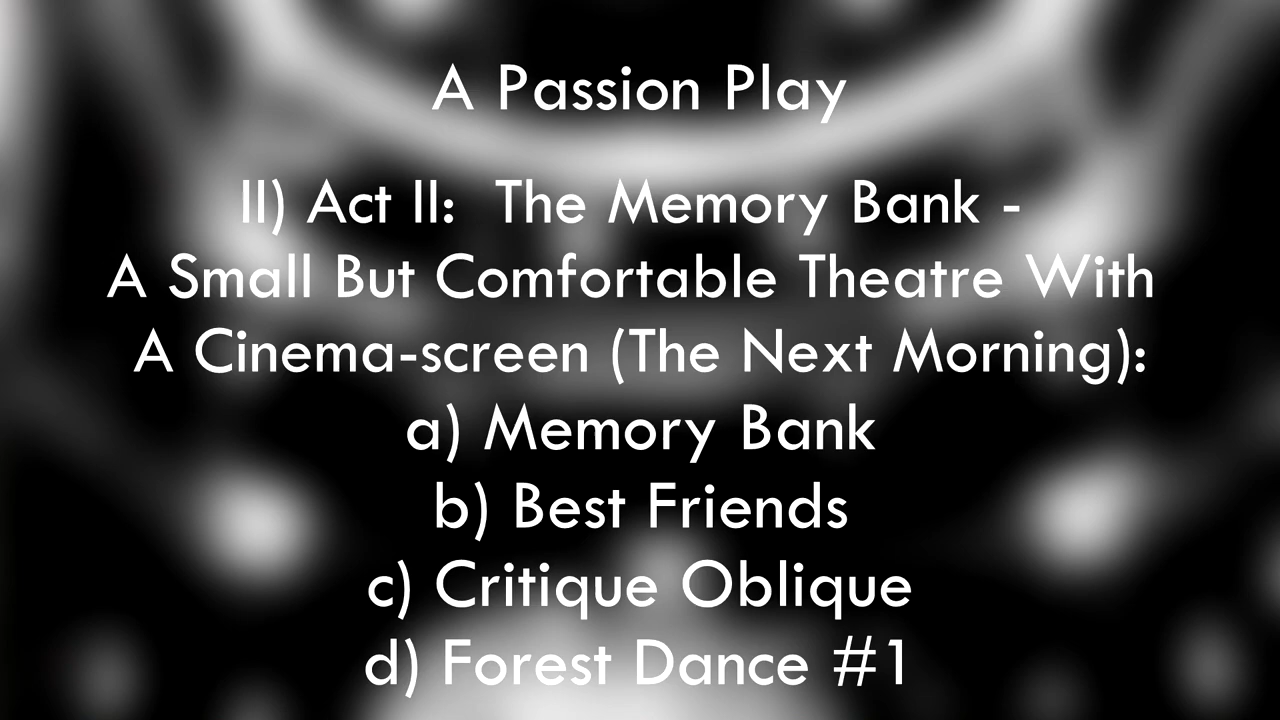 A Passion Play
II) Act II:  The Memory Bank -
A Small But Comfortable Theatre With
A Cinema-screen (The Next Morning):
a) Memory Bank
b) Best Friends
c) Critique Oblique
d) Forest Dance #1